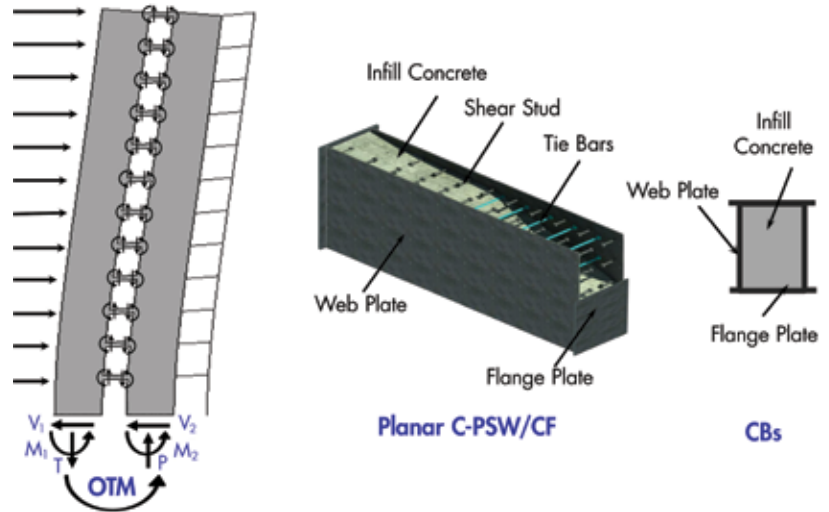 V₁
M₁
T
OTM
P
V₂
M₂
Infill Concrete
Shear Stud
Tie Bars
Web Plate
Flange Plate
Planar C-PSW/CF
Infill
Concrete
Web Plate
Flange Plate
CBs